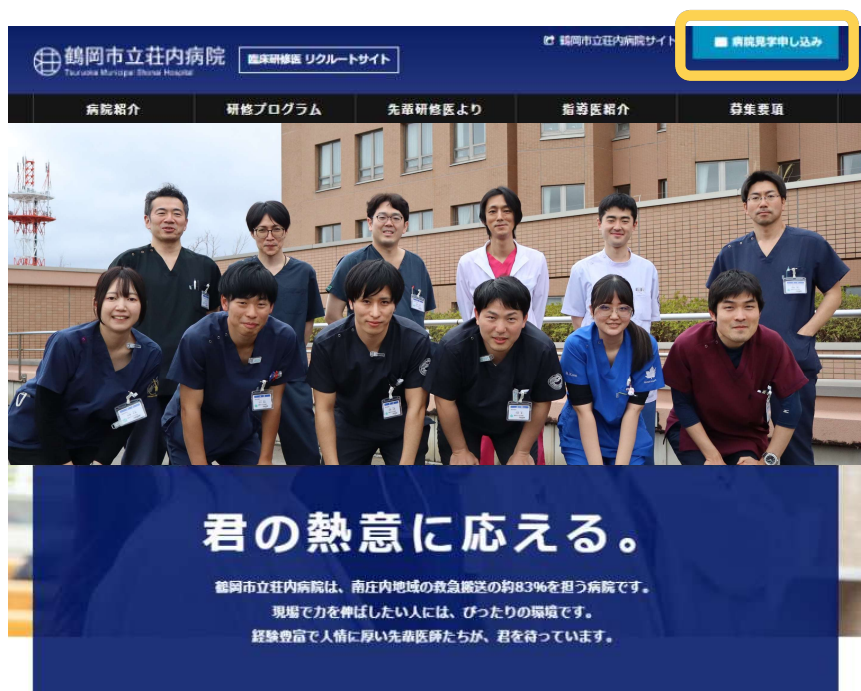 鶴岡市立荘内病院
Tsuruoka Municipal Shonai Hospital
臨床研修医 リクルートサイト
鶴岡市立荘内病院サイト
病院見学申し込み
病院紹介
研修プログラム
先輩研修医より
指導医紹介
募集要項
君の熱意に応える。
鶴岡市立荘内病院は、南庄内地域の救急搬送の約83%を担う病院です。
現場で力を伸ばしたい人には、ぴったりの環境です。
経験豊富で人情に厚い先輩医師たちが、君を待っています。